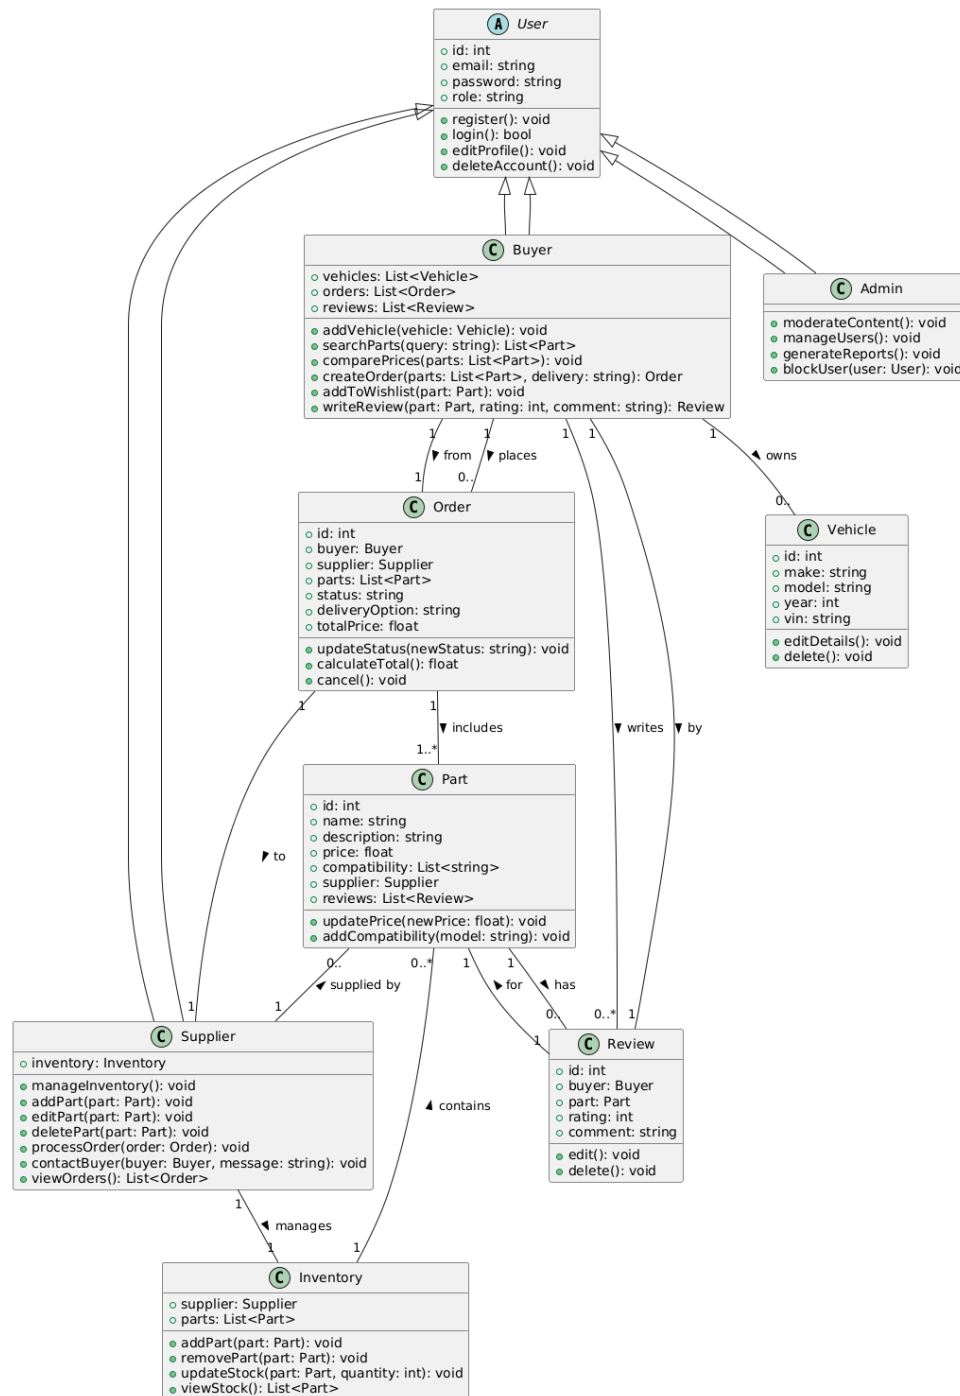 A User
id: int
email: string
password: string
role: string
register(): void
login(): bool
editProfile(): void
deleteAccount(): void
C Buyer
vehicles: List<Vehicle>
orders: List<Order>
reviews: List<Review>
addVehicle(vehicle: Vehicle): void
searchParts(query: string): List<Part>
comparePrices(parts: List<Part>): void
createOrder(parts: List<Part>, delivery: string): Order
addToWishlist(part: Part): void
writeReview(part: Part, rating: int, comment: string): Review
C Admin
moderateContent(): void
manageUsers(): void
generateReports(): void
blockUser(user: User): void
1
1
1
1
1
from
places
owns
1
0..
0..
C Order
id: int
buyer: Buyer
supplier: Supplier
parts: List<Part>
status: string
deliveryOption: string
totalPrice: float
updateStatus(newStatus: string): void
calculateTotal(): float
cancel(): void
C Vehicle
id: int
make: string
model: string
year: int
vin: string
editDetails(): void
delete(): void
1
1
includes
writes
by
1..*
C Part
id: int
name: string
description: string
price: float
compatibility: List<string>
supplier: Supplier
reviews: List<Review>
updatePrice(newPrice: float): void
addCompatibility(model: string): void
to
0..
0..*
1
1
supplied by
for
has
1
1
0..
0..*
1
1
C Supplier
inventory: Inventory
manageInventory(): void
addPart(part: Part): void
editPart(part: Part): void
deletePart(part: Part): void
processOrder(order: Order): void
contactBuyer(buyer: Buyer, message: string): void
viewOrders(): List<Order>
C Review
id: int
buyer: Buyer
part: Part
rating: int
comment: string
edit(): void
delete(): void
contains
1
manages
1
1
C Inventory
supplier: Supplier
parts: List<Part>
addPart(part: Part): void
removePart(part: Part): void
updateStock(part: Part, quantity: int): void
viewStock(): List<Part>